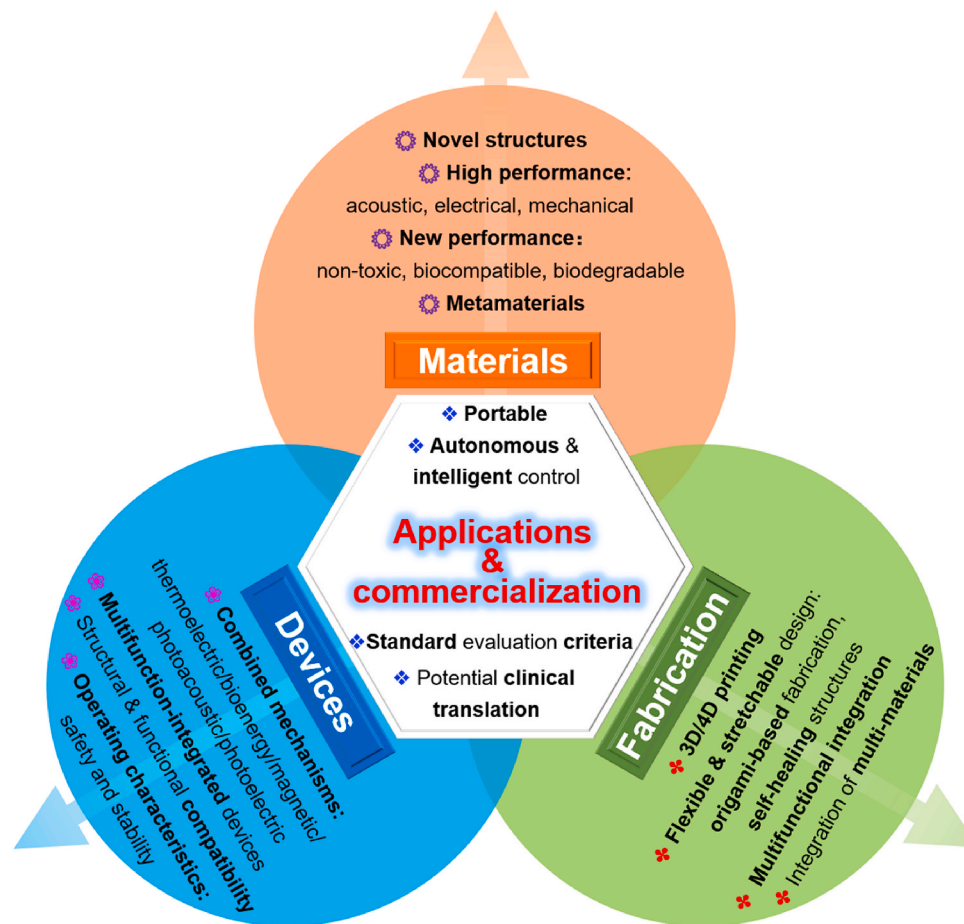 Novel structures
High performance:
acoustic, electrical, mechanical
New performance：
non-toxic, biocompatible, biodegradable
Metamaterials
Materials
Portable
Autonomous &
intelligent control
Applications
&
commercialization
Standard evaluation criteria
Potential clinical
translation
Devices
Combined mechanisms:
thermoelectric/bioenergy/magnetic/
photoacoustic/photoelectric
Multifunction-integrated devices
Structural & functional compatibility
Operating characteristics:
safety and stability
Fabrication
3D/4D printing
Flexible & stretchable design:
origami-based fabrication,
self-healing structures
Multifunctional integration
Integration of multi-materials